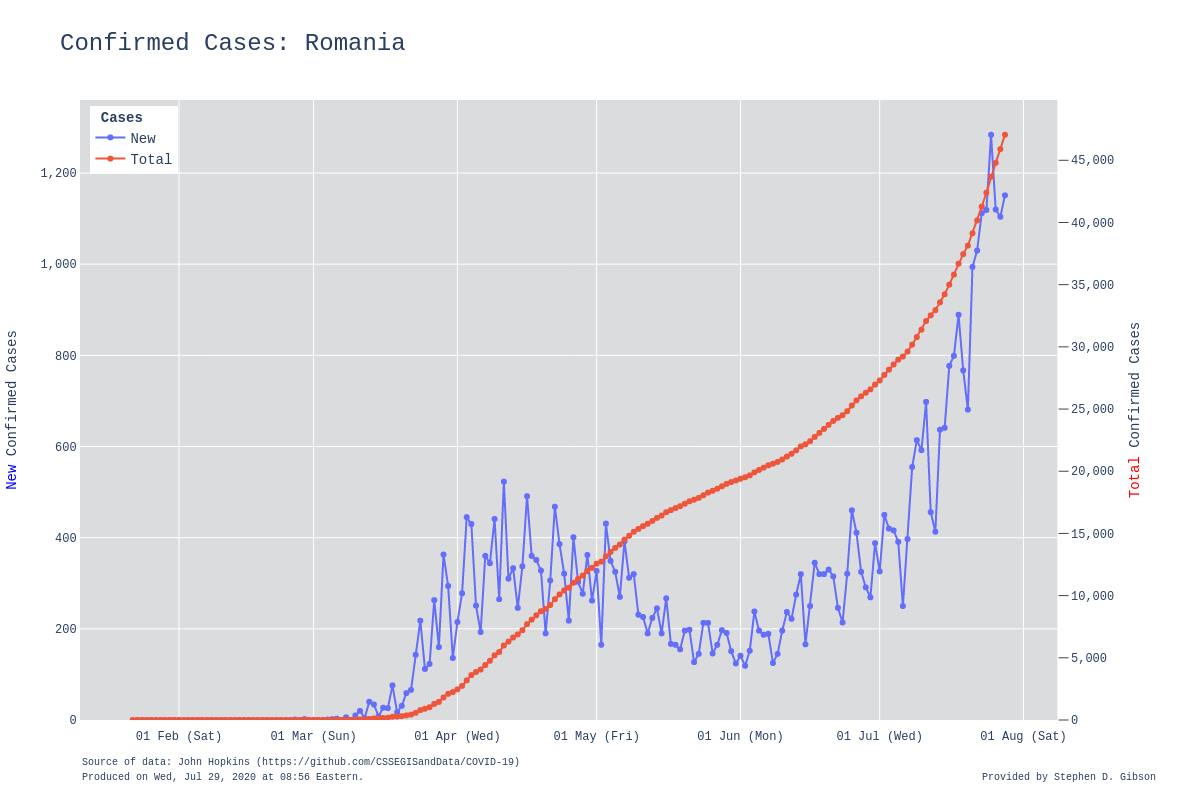 Confirmed Cases: Romania
Cases
New
Total
1,200
1,000
800
600
400
200
0
New Confirmed Cases
45,000
40,000
35,000
30,000
25,000
20,000
15,000
10,000
5,000
0
Total Confirmed Cases
01 Feb (Sat) 01 Mar (Sun) 01 Apr (Wed) 01 May (Fri) 01 Jun (Mon) 01 Jul (Wed) 01 Aug (Sat)
Source of data: John Hopkins (https://github.com/CSSEGISandData/COVID-19)
Produced on Wed, Jul 29, 2020 at 08:56 Eastern.
Provided by Stephen D. Gibson